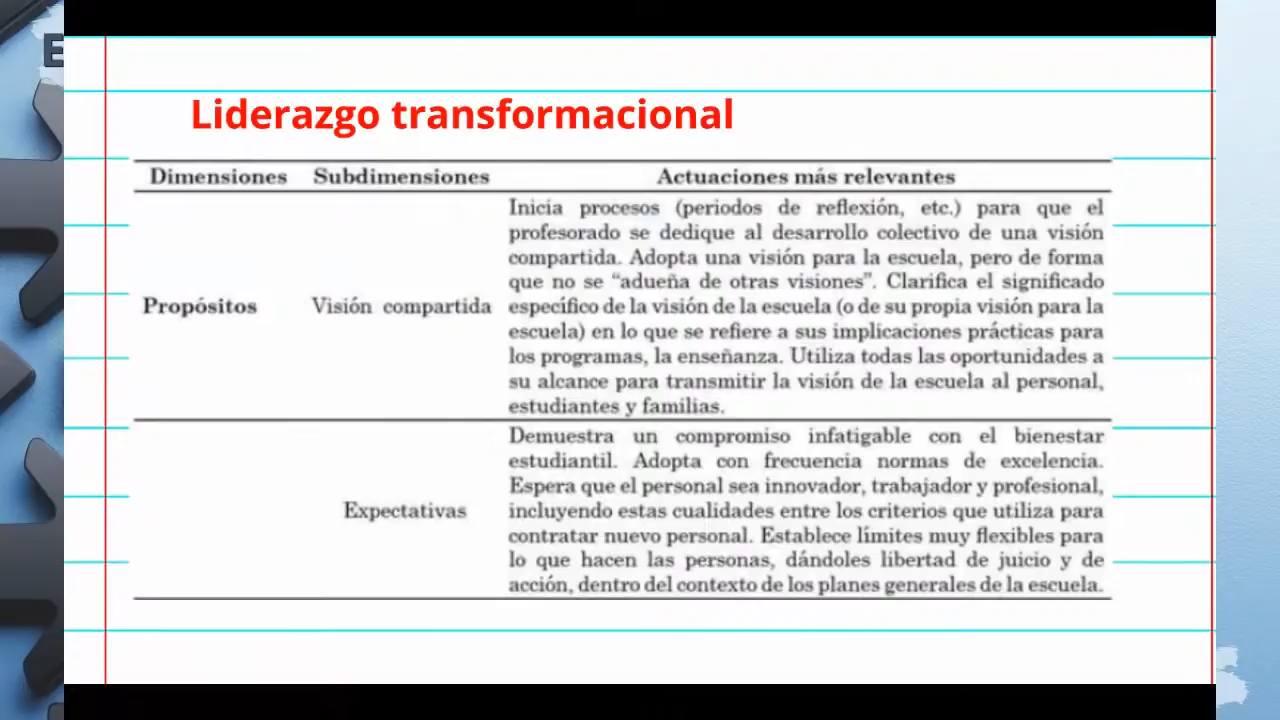 E
Liderazgo transformacional
Dimensiones Subdimensiones Actuaciones más relevantes
Propósitos
Visión compartida
Inicia procesos (periodos de reflexión, etc.) para que el
profesorado se dedique al desarrollo colectivo de una visión
compartida. Adopta una visión para la escuela, pero de forma
que no se “adueña de otras visiones”. Clarifica el significado
específico de la visión de la escuela (o de su propia visión para la
escuela) en lo que se refiere a sus implicaciones prácticas para
los programas, la enseñanza. Utiliza todas las oportunidades a
su alcance para transmitir la visión de la escuela al personal,
estudiantes y familias.
Expectativas
Demuestra un compromiso infatigable con el bienestar
estudiantil. Adopta con frecuencia normas de excelencia.
Espera que el personal sea innovador, trabajador y profesional,
incluyendo estas cualidades entre los criterios que utiliza para
contratar nuevo personal. Establece límites muy flexibles para
lo que hacen las personas, dándoles libertad de juicio y de
acción, dentro del contexto de los planes generales de la escuela.